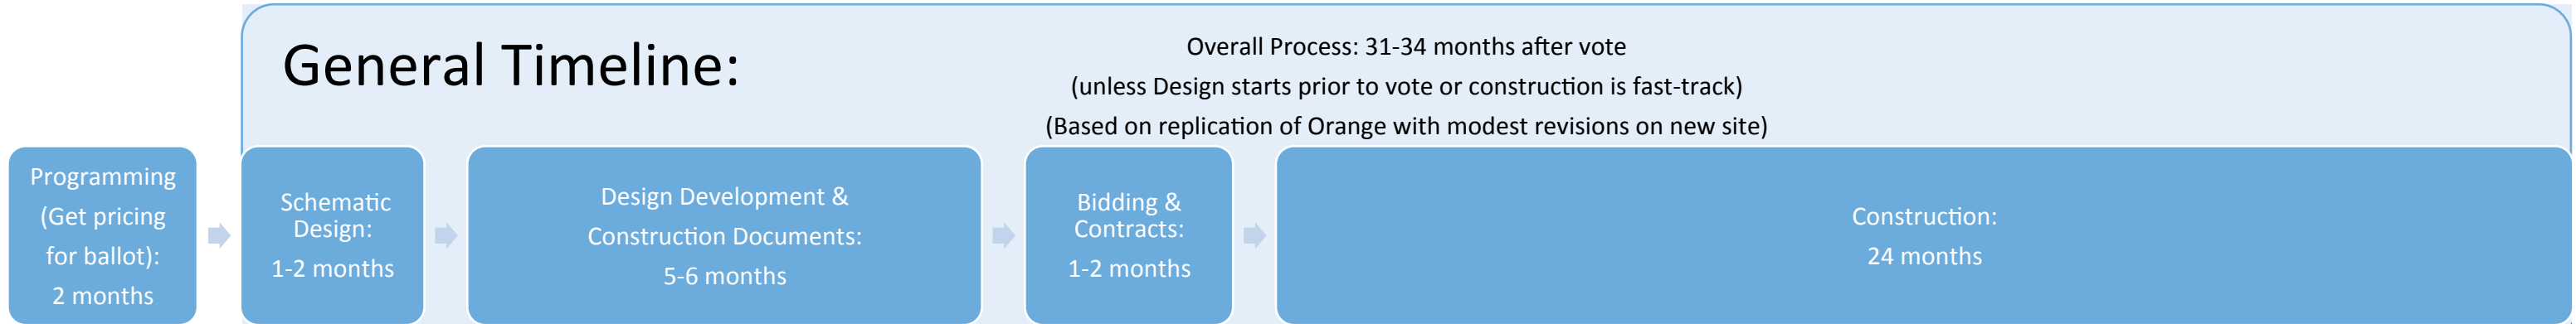 General Timeline:
Overall Process: 31-34 months after vote
(unless Design starts prior to vote or construction is fast-track)
(Based on replication of Orange with modest revisions on new site)
Programming
(Get pricing
for ballot):
2 months
Schematic
Design:
1-2 months
Design Development &
Construction Documents:
5-6 months
Bidding &
Contracts:
1-2 months
Construction:
24 months